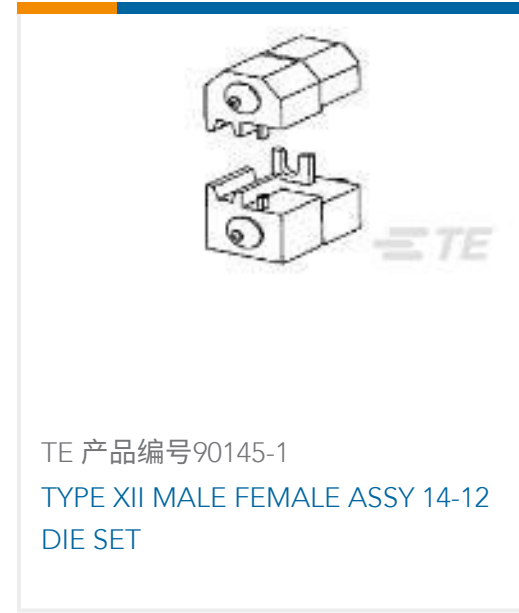 TE
TE 产品编号90145-1
TYPE XII MALE FEMALE ASSY 14-12
DIE SET